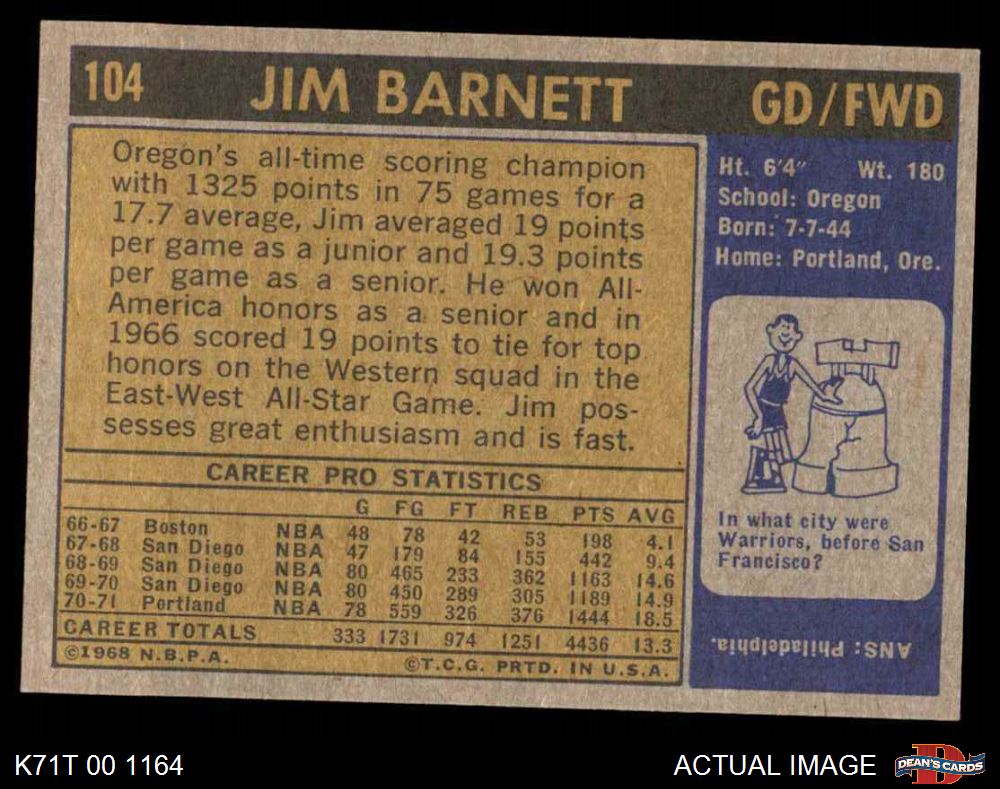 104 JIM BARNETT GD/FWD
Oregon's all-time scoring champion
with 1325 points in 75 games for a
17.7 average, Jim averaged 19 points
per game as a junior and 19.3 points
per game as a senior. He won All-
America honors as a senior and in
1966 scored 19 points to tie for top
honors on the Western squad in the
East-West All-Star Game. Jim pos-
sesses great enthusiasm and is fast.
Ht. 6'4" Wt. 180
School: Oregon
Born: 7-7-44
Home: Portland, Ore.
In what city were
Warriors, before San
Francisco?
ANS: Philadelphia.
CAREER PRO STATISTICS
G FG FT REB PTS AVG
66-67 Boston NBA 48 78 42 53 198 4.1
67-68 San Diego NBA 47 179 84 155 442 9.4
68-69 San Diego NBA 80 465 233 362 1163 14.6
69-70 San Diego NBA 80 450 289 305 1189 14.9
70-71 Portland NBA 78 559 326 376 1444 18.5
CAREER TOTALS 333 1731 974 1251 4436 13.3
©1968 N.B.P.A. ©T.C.G. PRTD. IN U.S.A.
K71T 00 1164 ACTUAL IMAGE D DEAN'S CARDS